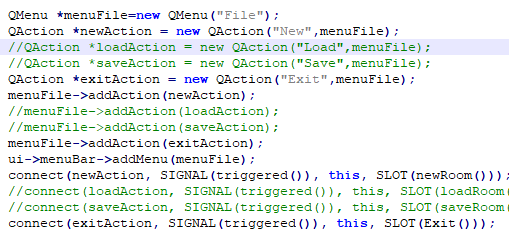 QMenu *menuFile=new QMenu("File");
QAction *newAction = new QAction("New",menuFile);
//QAction *loadAction = new QAction("Load",menuFile);
//QAction *saveAction = new QAction("Save",menuFile);
QAction *exitAction = new QAction("Exit",menuFile);
menuFile->addAction(newAction);
//menuFile->addAction(loadAction);
//menuFile->addAction(saveAction);
menuFile->addAction(exitAction);
ui->menuBar->addMenu(menuFile);
connect(newAction, SIGNAL(triggered()), this, SLOT(newRoom()));
//connect(loadAction, SIGNAL(triggered()), this, SLOT(loadRoom(
//connect(saveAction, SIGNAL(triggered()), this, SLOT(saveRoom(
connect(exitAction, SIGNAL(triggered()), this, SLOT(Exit()));